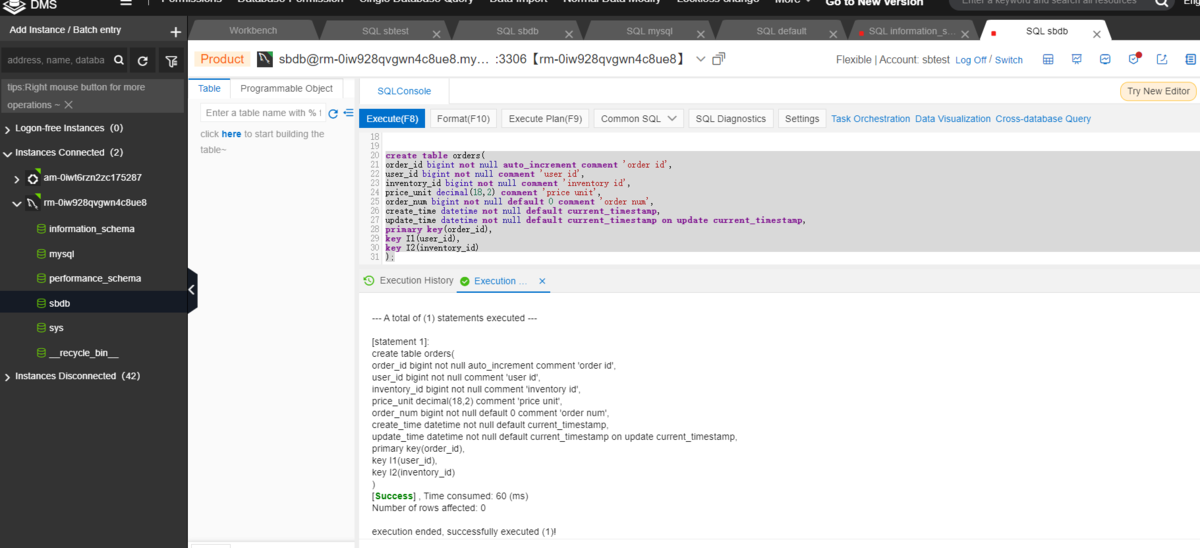 DMS
Permissions Database Permission Single Database Query Data Import Normal Data Modify Lockless change More Go to New Version
Enter a keyword and search all resources
Add Instance / Batch entry +
Workbench
SQL sbtest
SQL sbdb
SQL mysql
SQL default
SQL information_s...
SQL sbdb
address, name, databa
Product
sbdb@rm-0iw928qvgwn4c8ue8.my... :3306【rm-0iw928qvgwn4c8ue8】
Flexible | Account: sbtest Log Off / Switch
tips:Right mouse button for more
operations ~
Logon-free Instances (0)
Instances Connected (2)
am-0iwt6rzn2zc175287
rm-0iw928qvgwn4c8ue8
information_schema
mysql
performance_schema
sbdb
sys
__recycle_bin__
Instances Disconnected (42)
Table
Programmable Object
Enter a table name with % f
click here to start building the
table~
SQLConsole
Try New Editor
Execute(F8)
Format(F10)
Execute Plan(F9)
Common SQL
SQL Diagnostics
Settings
Task Orchestration Data Visualization Cross-database Query
18
19
20 create table orders(
21 order_id bigint not null auto_increment comment 'order id',
22 user_id bigint not null comment 'user id',
23 inventory_id bigint not null comment 'inventory id',
24 price_unit decimal(18,2) comment 'price unit',
25 order_num bigint not null default 0 comment 'order num',
26 create_time datetime not null default current_timestamp,
27 update_time datetime not null default current_timestamp on update current_timestamp,
28 primary key(order_id),
29 key I1(user_id),
30 key I2(inventory_id)
31 );
Execution History
Execution ...
--- A total of (1) statements executed ---
[statement 1]:
create table orders(
order_id bigint not null auto_increment comment 'order id',
user_id bigint not null comment 'user id',
inventory_id bigint not null comment 'inventory id',
price_unit decimal(18,2) comment 'price unit',
order_num bigint not null default 0 comment 'order num',
create_time datetime not null default current_timestamp,
update_time datetime not null default current_timestamp on update current_timestamp,
primary key(order_id),
key I1(user_id),
key I2(inventory_id)
)
[Success] , Time consumed: 60 (ms)
Number of rows affected: 0
execution ended, successfully executed (1)!